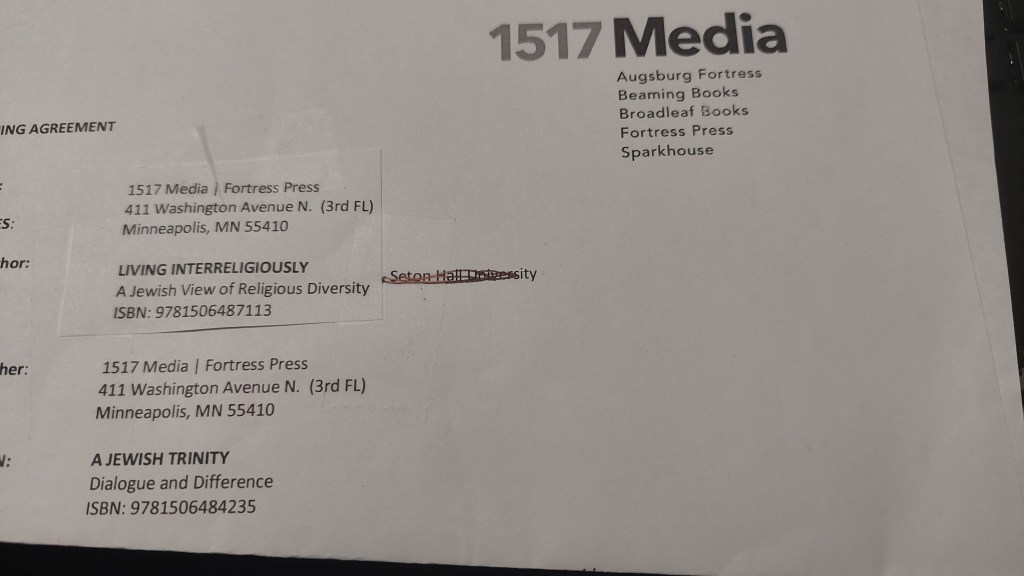 1517 Media
Augsburg Fortress
Beaming Books
Broadleaf Books
Fortress Press
Sparkhouse
ING AGREEMENT
1517 Media | Fortress Press
411 Washington Avenue N. (3rd FL)
ES:
Minneapolis, MN 55410
hor:
LIVING INTERRELIGIOUSLY
Seton Hall University
A Jewish View of Religious Diversity
ISBN: 9781506487113
her:
1517 Media | Fortress Press
411 Washington Avenue N. (3rd FL)
Minneapolis, MN 55410
N:
A JEWISH TRINITY
Dialogue and Difference
ISBN: 9781506484235